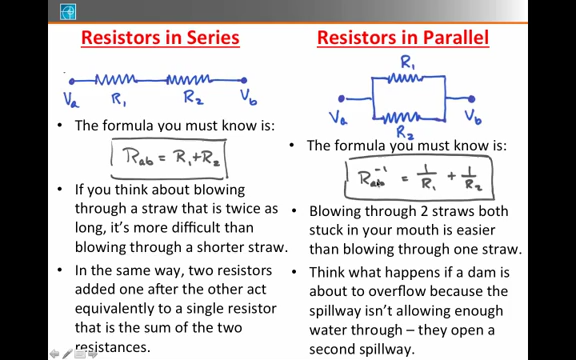 Resistors in Series
Va R1 R2 Vb
• The formula you must know is:
Rab = R1 + R2
• If you think about blowing
through a straw that is twice as
long, it's more difficult than
blowing through a shorter straw.
• In the same way, two resistors
added one after the other act
equivalently to a single resistor
that is the sum of the two
resistances.
Resistors in Parallel
R1
Va Vb
R2
• The formula you must know is:
Rab⁻¹ = 1/R1 + 1/R2
• Blowing through 2 straws both
stuck in your mouth is easier
than blowing through one straw.
• Think what happens if a dam is
about to overflow because the
spillway isn't allowing enough
water through – they open a
second spillway.